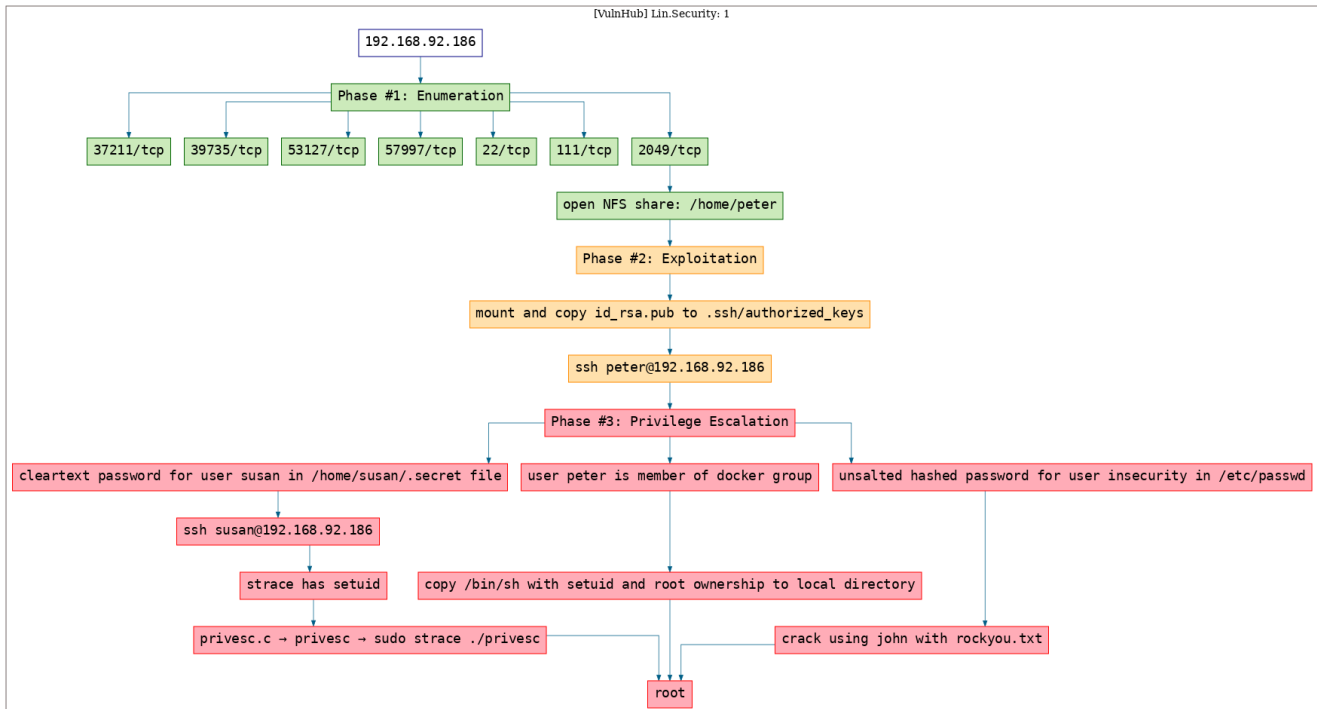 [VulnHub] Lin.Security: 1
192.168.92.186
Phase #1: Enumeration
37211/tcp
39735/tcp
53127/tcp
57997/tcp
22/tcp
111/tcp
2049/tcp
open NFS share: /home/peter
Phase #2: Exploitation
mount and copy id_rsa.pub to .ssh/authorized_keys
ssh peter@192.168.92.186
Phase #3: Privilege Escalation
cleartext password for user susan in /home/susan/.secret file
user peter is member of docker group
unsalted hashed password for user insecurity in /etc/passwd
ssh susan@192.168.92.186
strace has setuid
copy /bin/sh with setuid and root ownership to local directory
privesc.c → privesc → sudo strace ./privesc
crack using john with rockyou.txt
root